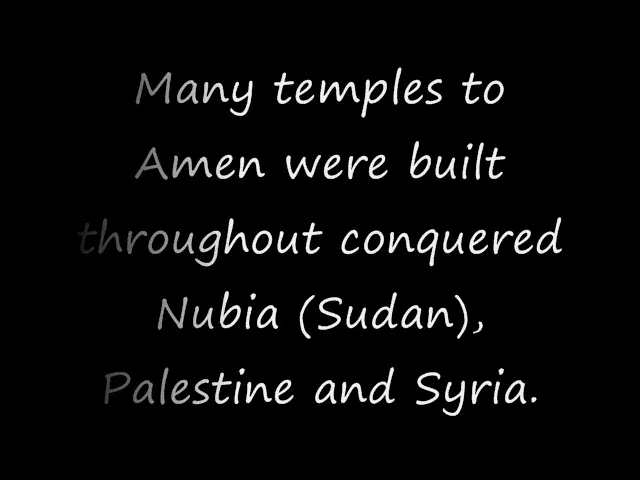 Many temples to
Amen were built
throughout conquered
Nubia (Sudan),
Palestine and Syria.